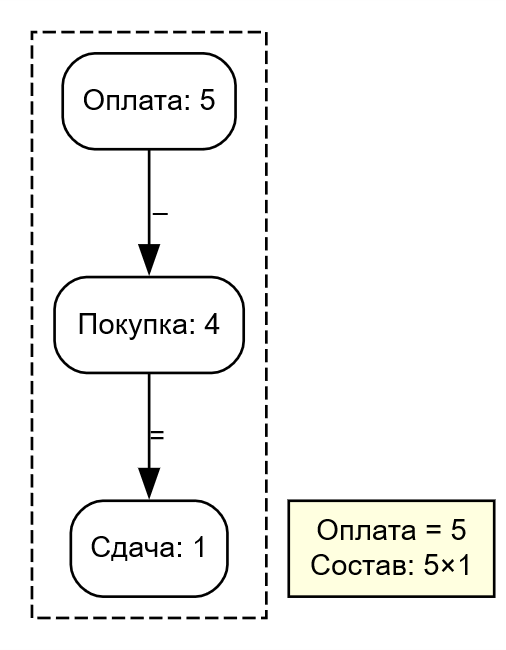 Оплата: 5
–
Покупка: 4
=
Сдача: 1
Оплата = 5
Состав: 5×1